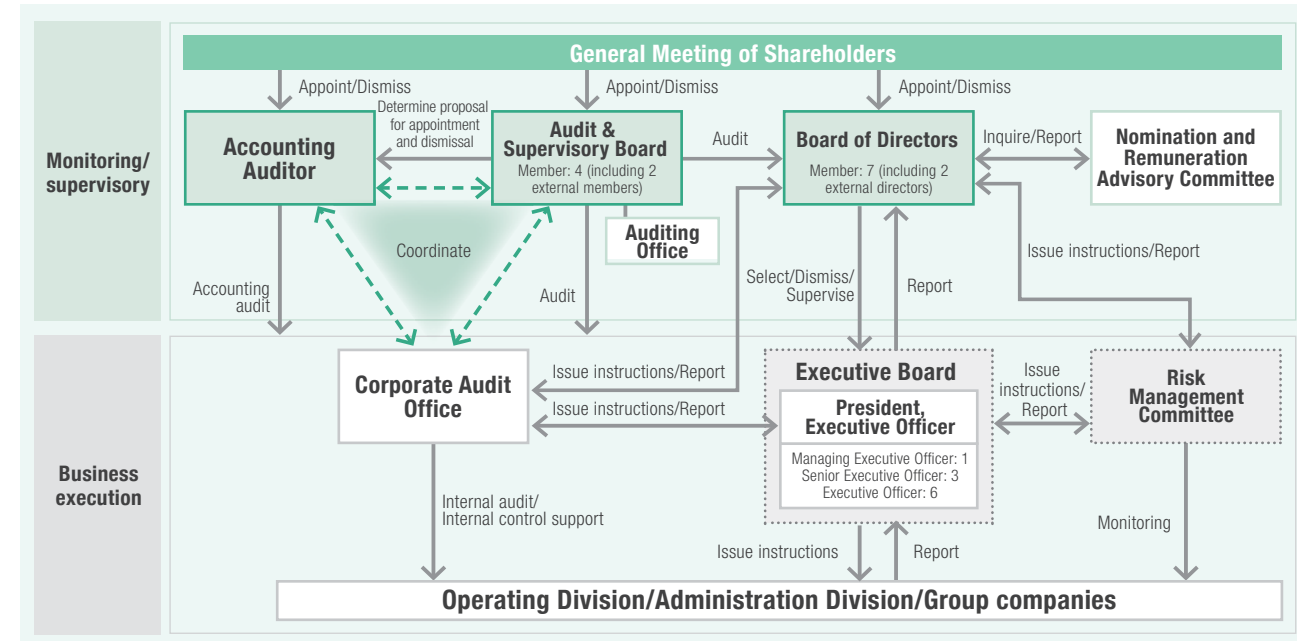 General Meeting of Shareholders
Appoint/Dismiss
Appoint/Dismiss
Appoint/Dismiss
Monitoring/
supervisory
Accounting
Auditor
Determine proposal
for appointment
and dismissal
Audit &
Supervisory Board
Member: 4 (including 2
external members)
Audit
Board of Directors
Member: 7 (including 2
external directors)
Inquire/Report
Nomination and
Remuneration
Advisory Committee
Auditing
Office
Coordinate
Accounting
audit
Audit
Select/Dismiss/
Supervise
Report
Issue instructions/Report
Business
execution
Corporate Audit
Office
Issue instructions/Report
Issue instructions/Report
Executive Board
President,
Executive Officer
Managing Executive Officer: 1
Senior Executive Officer: 3
Executive Officer: 6
Issue
instructions/
Report
Risk
Management
Committee
Internal audit/
Internal control support
Issue instructions
Report
Monitoring
Operating Division/Administration Division/Group companies